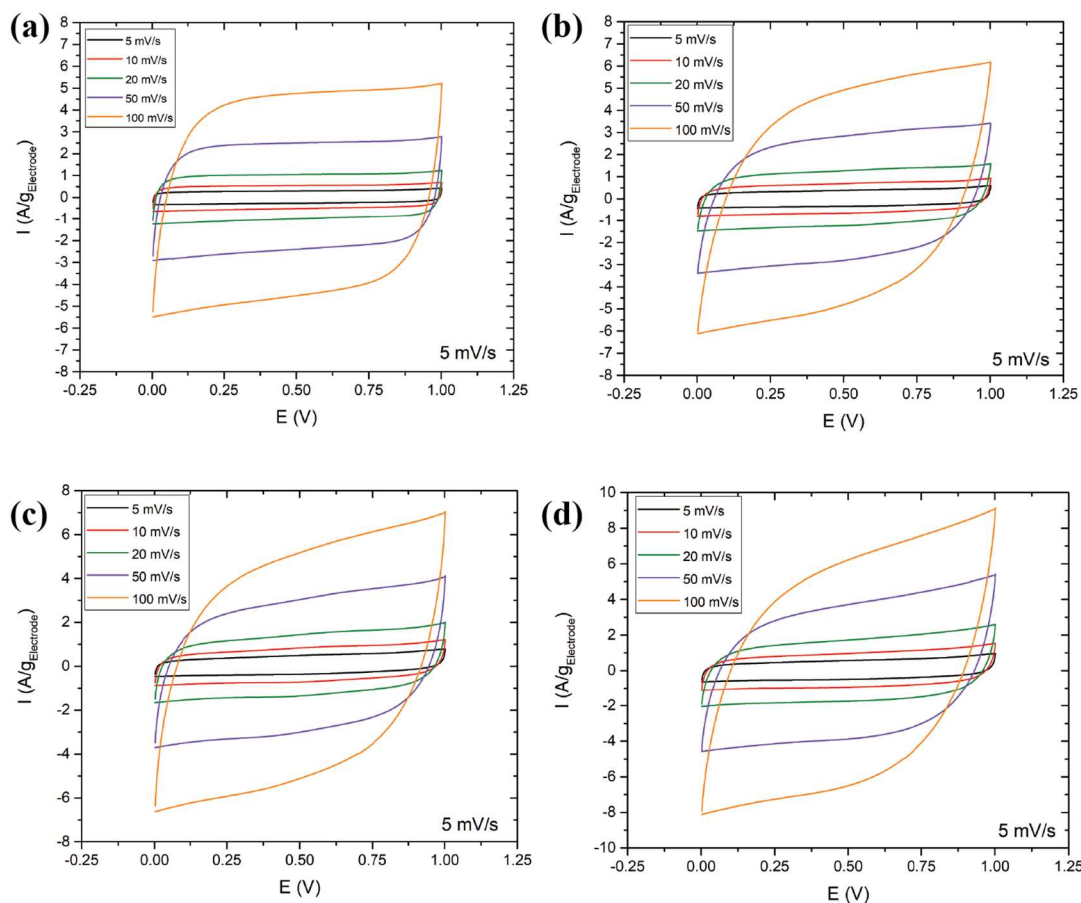 (a)
8
7
6
5
4
3
2
1
0
-1
-2
-3
-4
-5
-6
-7
-8
I (A/gElectrode)
5 mV/s
10 mV/s
20 mV/s
50 mV/s
100 mV/s
5 mV/s
-0.25 0.00 0.25 0.50 0.75 1.00 1.25
E (V)
(b)
8
7
6
5
4
3
2
1
0
-1
-2
-3
-4
-5
-6
-7
-8
I (A/gElectrode)
5 mV/s
10 mV/s
20 mV/s
50 mV/s
100 mV/s
5 mV/s
-0.25 0.00 0.25 0.50 0.75 1.00 1.25
E (V)
(c)
8
6
4
2
0
-2
-4
-6
-8
I (A/gElectrode)
5 mV/s
10 mV/s
20 mV/s
50 mV/s
100 mV/s
5 mV/s
-0.25 0.00 0.25 0.50 0.75 1.00 1.25
E (V)
(d)
10
8
6
4
2
0
-2
-4
-6
-8
-10
I (A/gElectrode)
5 mV/s
10 mV/s
20 mV/s
50 mV/s
100 mV/s
5 mV/s
-0.25 0.00 0.25 0.50 0.75 1.00 1.25
E (V)